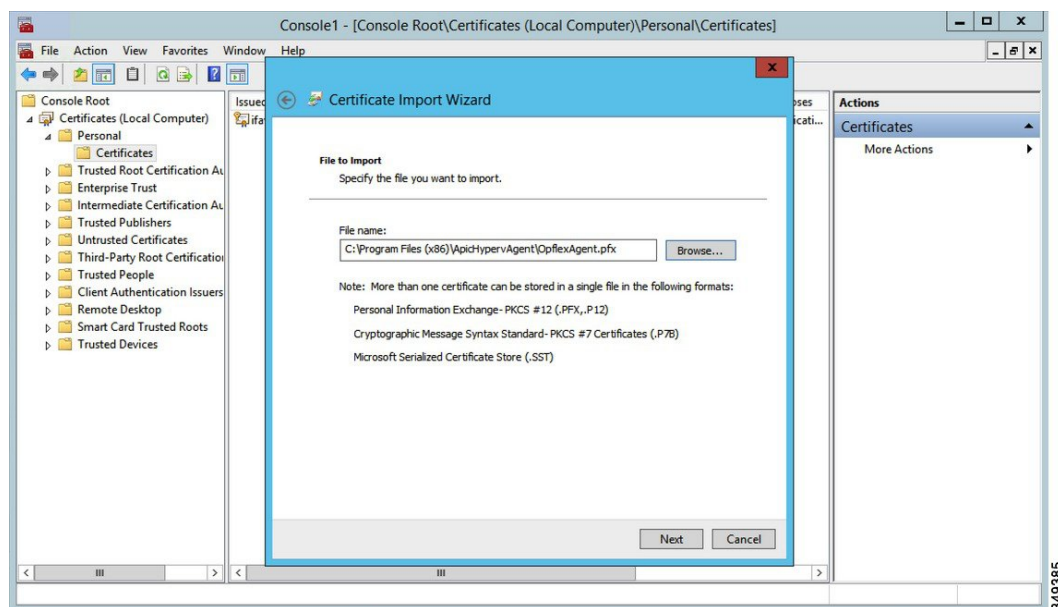 Console1 - [Console Root\Certificates (Local Computer)\Personal\Certificates]
File Action View Favorites Window Help
Console Root
Certificates (Local Computer)
Personal
Certificates
Trusted Root Certification Au
Enterprise Trust
Intermediate Certification Au
Trusted Publishers
Untrusted Certificates
Third-Party Root Certification
Trusted People
Client Authentication Issuers
Remote Desktop
Smart Card Trusted Roots
Trusted Devices
Issued
ifa
Certificate Import Wizard
File to Import
Specify the file you want to import.
File name:
C:\Program Files (x86)\ApicHypervAgent\OpflexAgent.pfx
Browse...
Note: More than one certificate can be stored in a single file in the following formats:
Personal Information Exchange- PKCS #12 (.PFX,.P12)
Cryptographic Message Syntax Standard- PKCS #7 Certificates (.P7B)
Microsoft Serialized Certificate Store (.SST)
Next Cancel
oses
icati...
Actions
Certificates
More Actions
349385